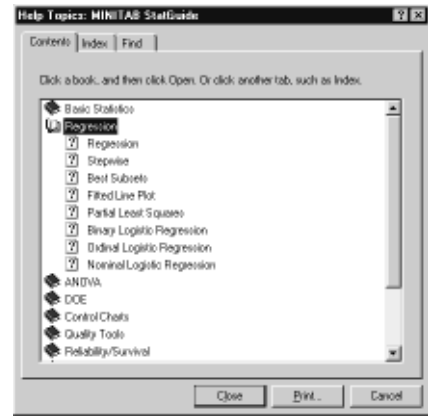 Help Topics: MINITAB StatGuide
Contents Index Find
Click a book, and then click Open. Or click another tab, such as Index.
Basic Statistics
Regression
Regression
Stepwise
Best Subsets
Fitted Line Plot
Partial Least Squares
Binary Logistic Regression
Ordinal Logistic Regression
Nominal Logistic Regression
ANOVA
DOE
Control Charts
Quality Tools
Reliability/Survival
Close Print... Cancel